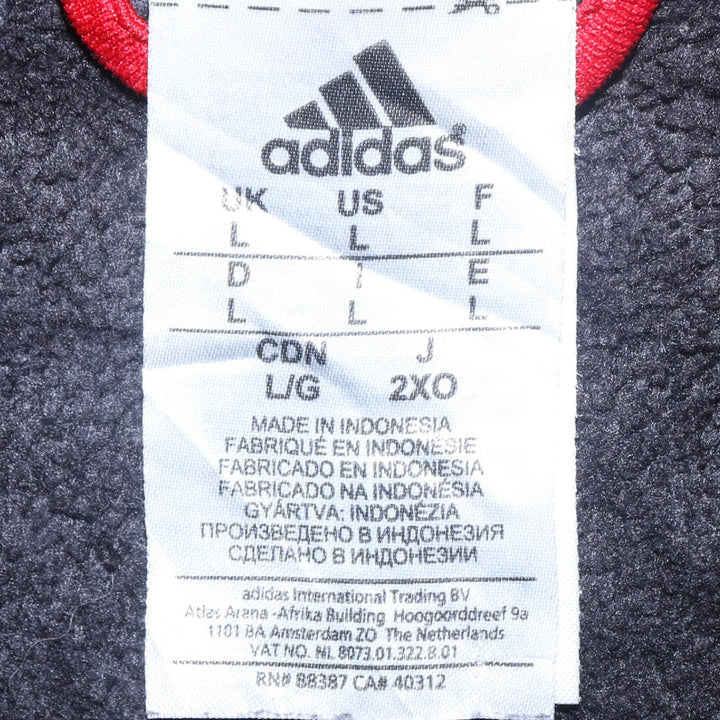 adidas®
UK US F
L L L
D I E
L L L
CDN J
L/G 2XO
MADE IN INDONESIA
FABRIQUÉ EN INDONESIE
FABRICADO EN INDONESIA
FABRICADO NA INDONÉSIA
GYÁRTVA: INDONÉZIA
ПРОИЗВЕДЕНО В ИНДОНЕЗИЯ
СДЕЛАНО В ИНДОНЕЗИИ
adidas International Trading BV
Atlas Arena -Afrika Building Hoogoorddreef 9a
1101 BA Amsterdam ZO The Netherlands
VAT NO. NL 8073.01.322.B.01
RN# 88387 CA# 40312